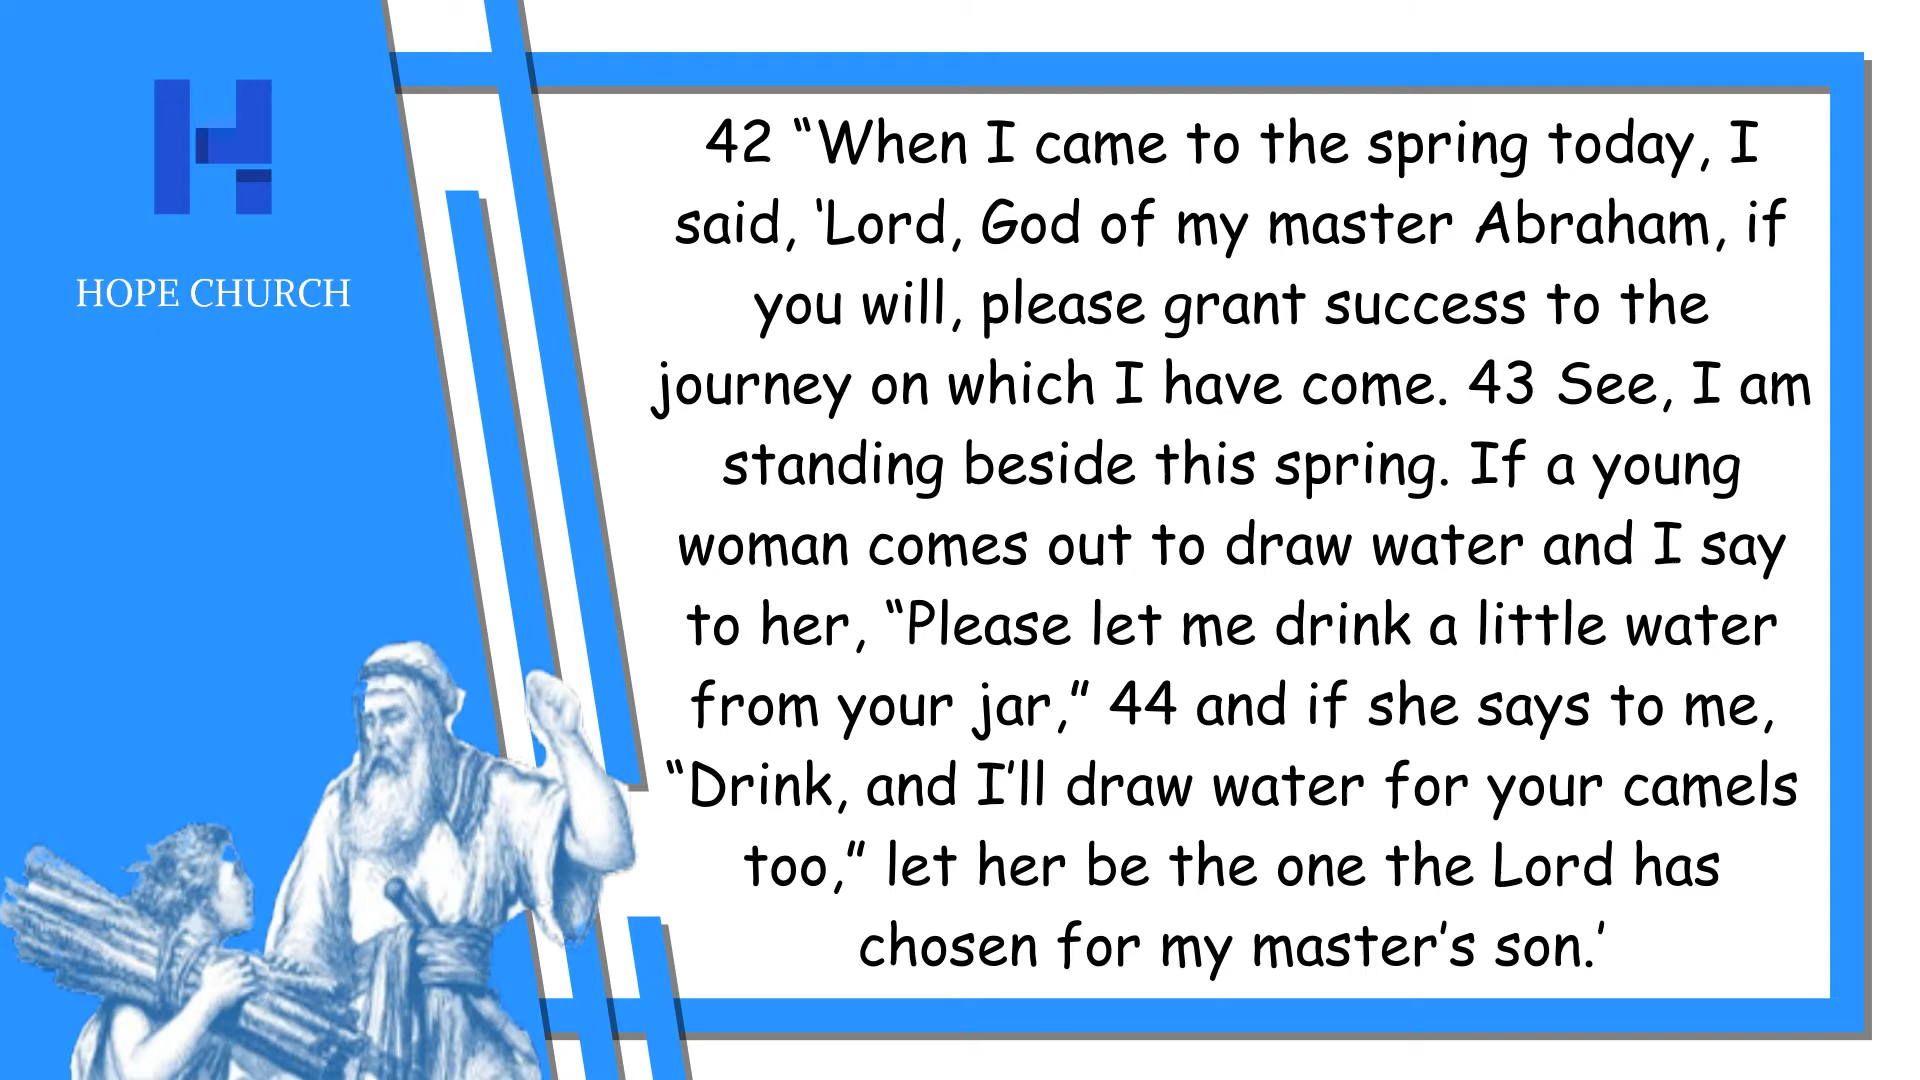 HOPE CHURCH
42 “When I came to the spring today, I
said, ‘Lord, God of my master Abraham, if
you will, please grant success to the
journey on which I have come. 43 See, I am
standing beside this spring. If a young
woman comes out to draw water and I say
to her, “Please let me drink a little water
from your jar,” 44 and if she says to me,
“Drink, and I’ll draw water for your camels
too,” let her be the one the Lord has
chosen for my master’s son.’